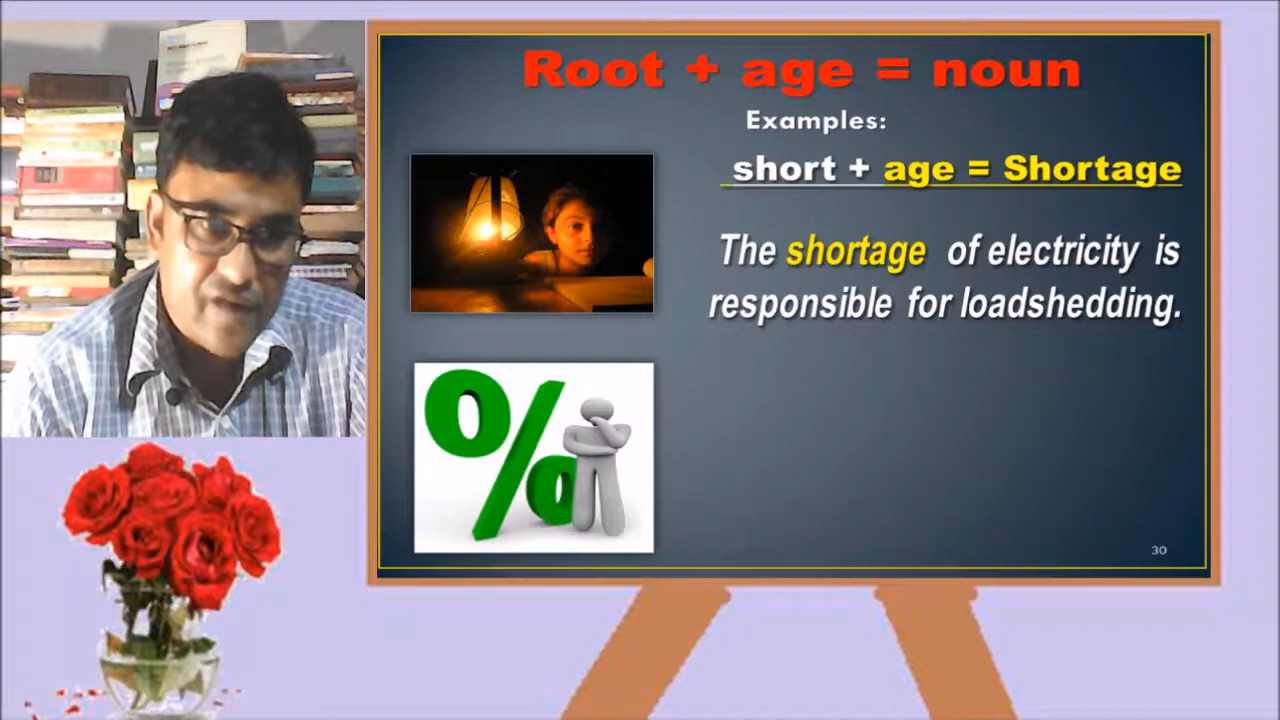 Root + age = noun
Examples:
short + age = Shortage
The shortage of electricity is
responsible for loadshedding.
%
30